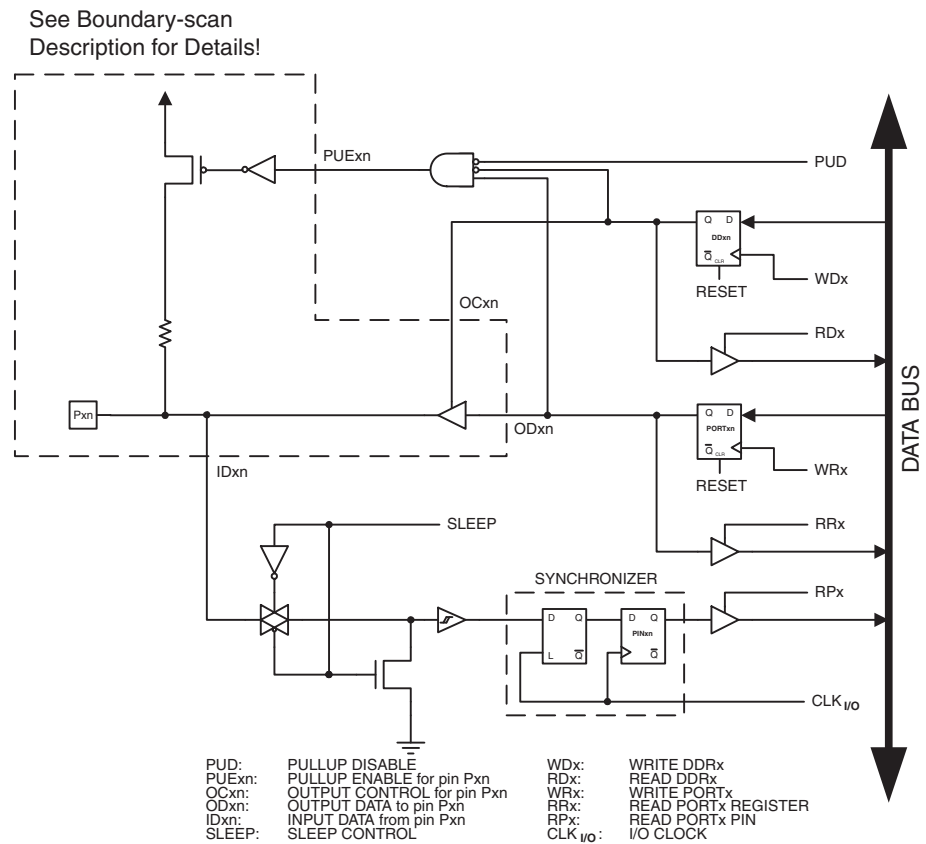 See Boundary-scan
Description for Details!
PUExn
PUD
Q D
DDxn
Q CLR
WDx
RESET
OCxn
RDx
DATA BUS
Pxn
ODxn
Q D
PORTxn
Q CLR
WRx
RESET
IDxn
SLEEP
RRx
SYNCHRONIZER
RPx
D Q
L Q
D Q
PINxn
Q
CLK I/O
PUD: PULLUP DISABLE
PUExn: PULLUP ENABLE for pin Pxn
OCxn: OUTPUT CONTROL for pin Pxn
ODxn: OUTPUT DATA to pin Pxn
IDxn: INPUT DATA from pin Pxn
SLEEP: SLEEP CONTROL
WDx: WRITE DDRx
RDx: READ DDRx
WRx: WRITE PORTx
RRx: READ PORTx REGISTER
RPx: READ PORTx PIN
CLK I/O: I/O CLOCK